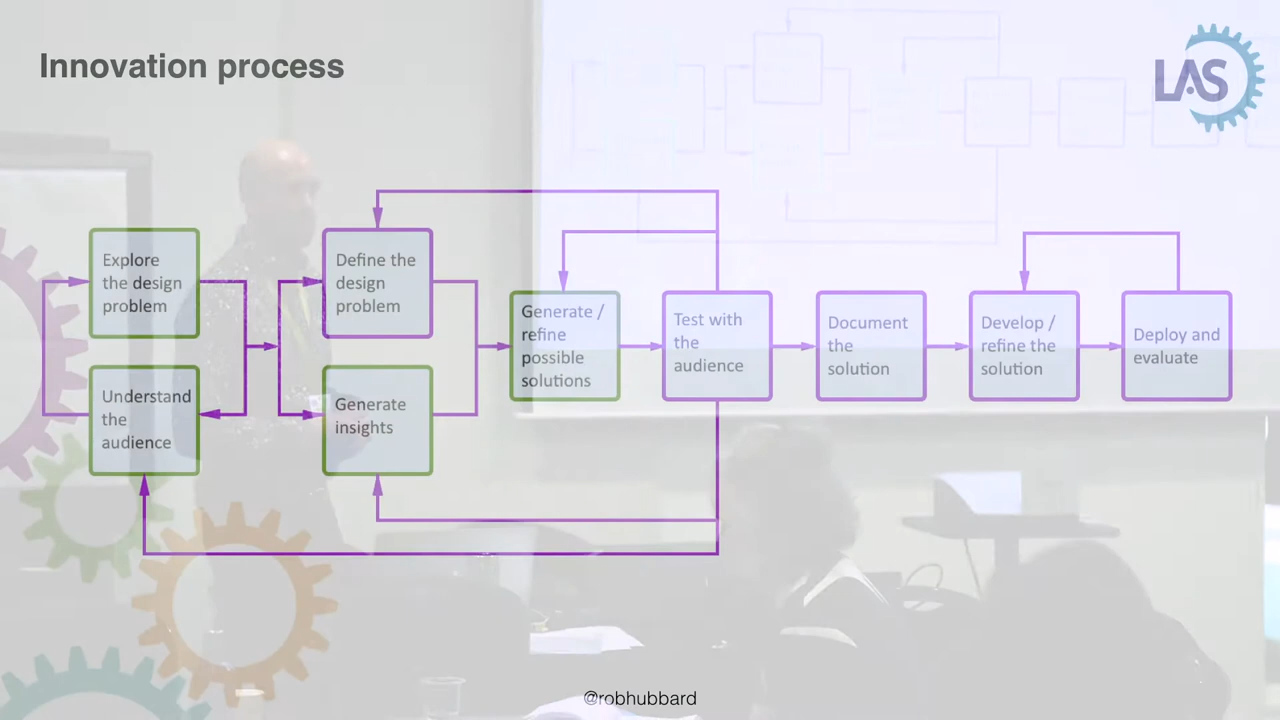 Innovation process
LAS
Explore
the design
problem
Understand
the
audience
Define the
design
problem
Generate
insights
Generate /
refine
possible
solutions
Test with
the
audience
Document
the
solution
Develop /
refine the
solution
Deploy and
evaluate
@robhubbard